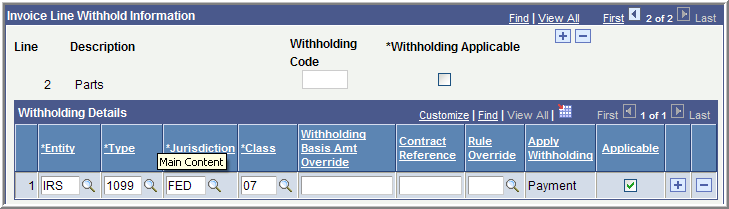 Invoice Line Withhold Information Find | View All First 2 of 2 Last
Line Description Withholding Code *Withholding Applicable
2 Parts
Withholding Details Customize | Find | View All | First 1 of 1 Last
*Entity *Type *Jurisdiction *Class Withholding Basis Amt Override Contract Reference Rule Override Apply Withholding Applicable
Main Content
1 IRS 1099 FED 07 Payment